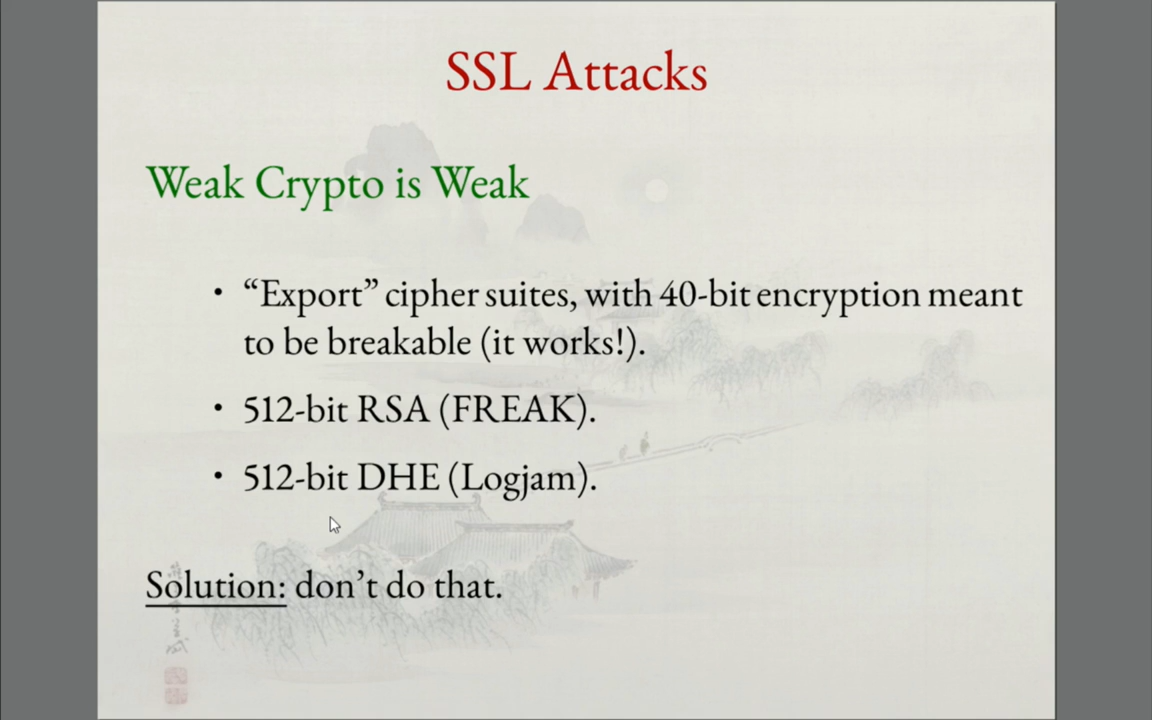 SSL Attacks
Weak Crypto is Weak
• “Export” cipher suites, with 40-bit encryption meant
to be breakable (it works!).
• 512-bit RSA (FREAK).
• 512-bit DHE (Logjam).
Solution: don’t do that.